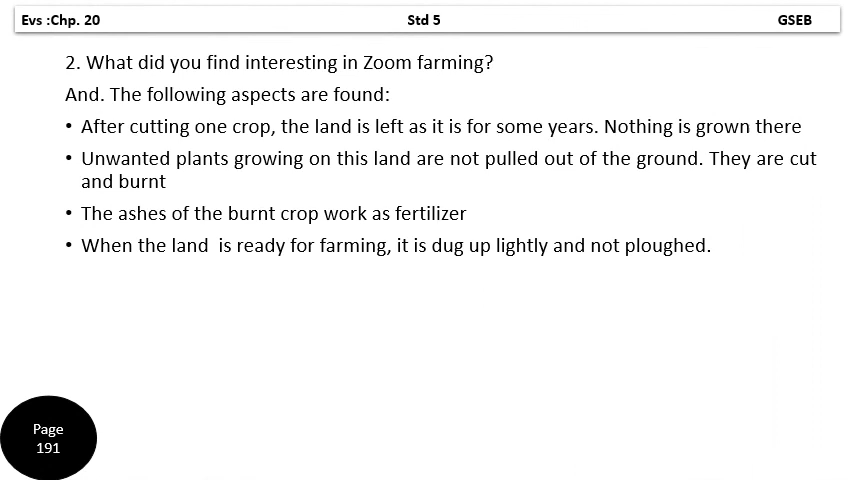 Evs :Chp. 20 Std 5 GSEB
2. What did you find interesting in Zoom farming?
And. The following aspects are found:
• After cutting one crop, the land is left as it is for some years. Nothing is grown there
• Unwanted plants growing on this land are not pulled out of the ground. They are cut
and burnt
• The ashes of the burnt crop work as fertilizer
• When the land  is ready for farming, it is dug up lightly and not ploughed.
Page
191